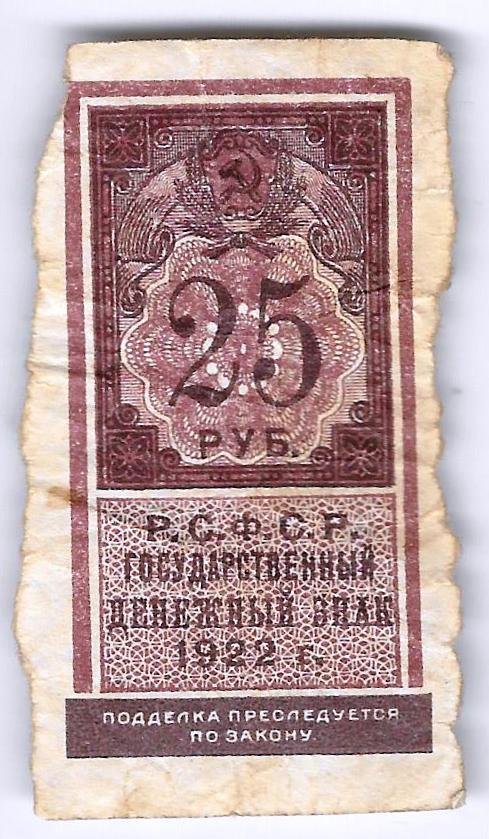 25
РУБ.
Р.С.Ф.С.Р.
ГОСУДАРСТВЕННЫЙ
ДЕНЕЖНЫЙ ЗНАК
1922 г.
ПОДДЕЛКА ПРЕСЛЕДУЕТСЯ
ПО ЗАКОНУ